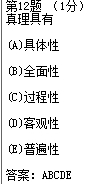 第12题 （1分）
真理具有
(A)具体性
(B)全面性
(C)过程性
(D)客观性
(E)普遍性
答案：ABCDE